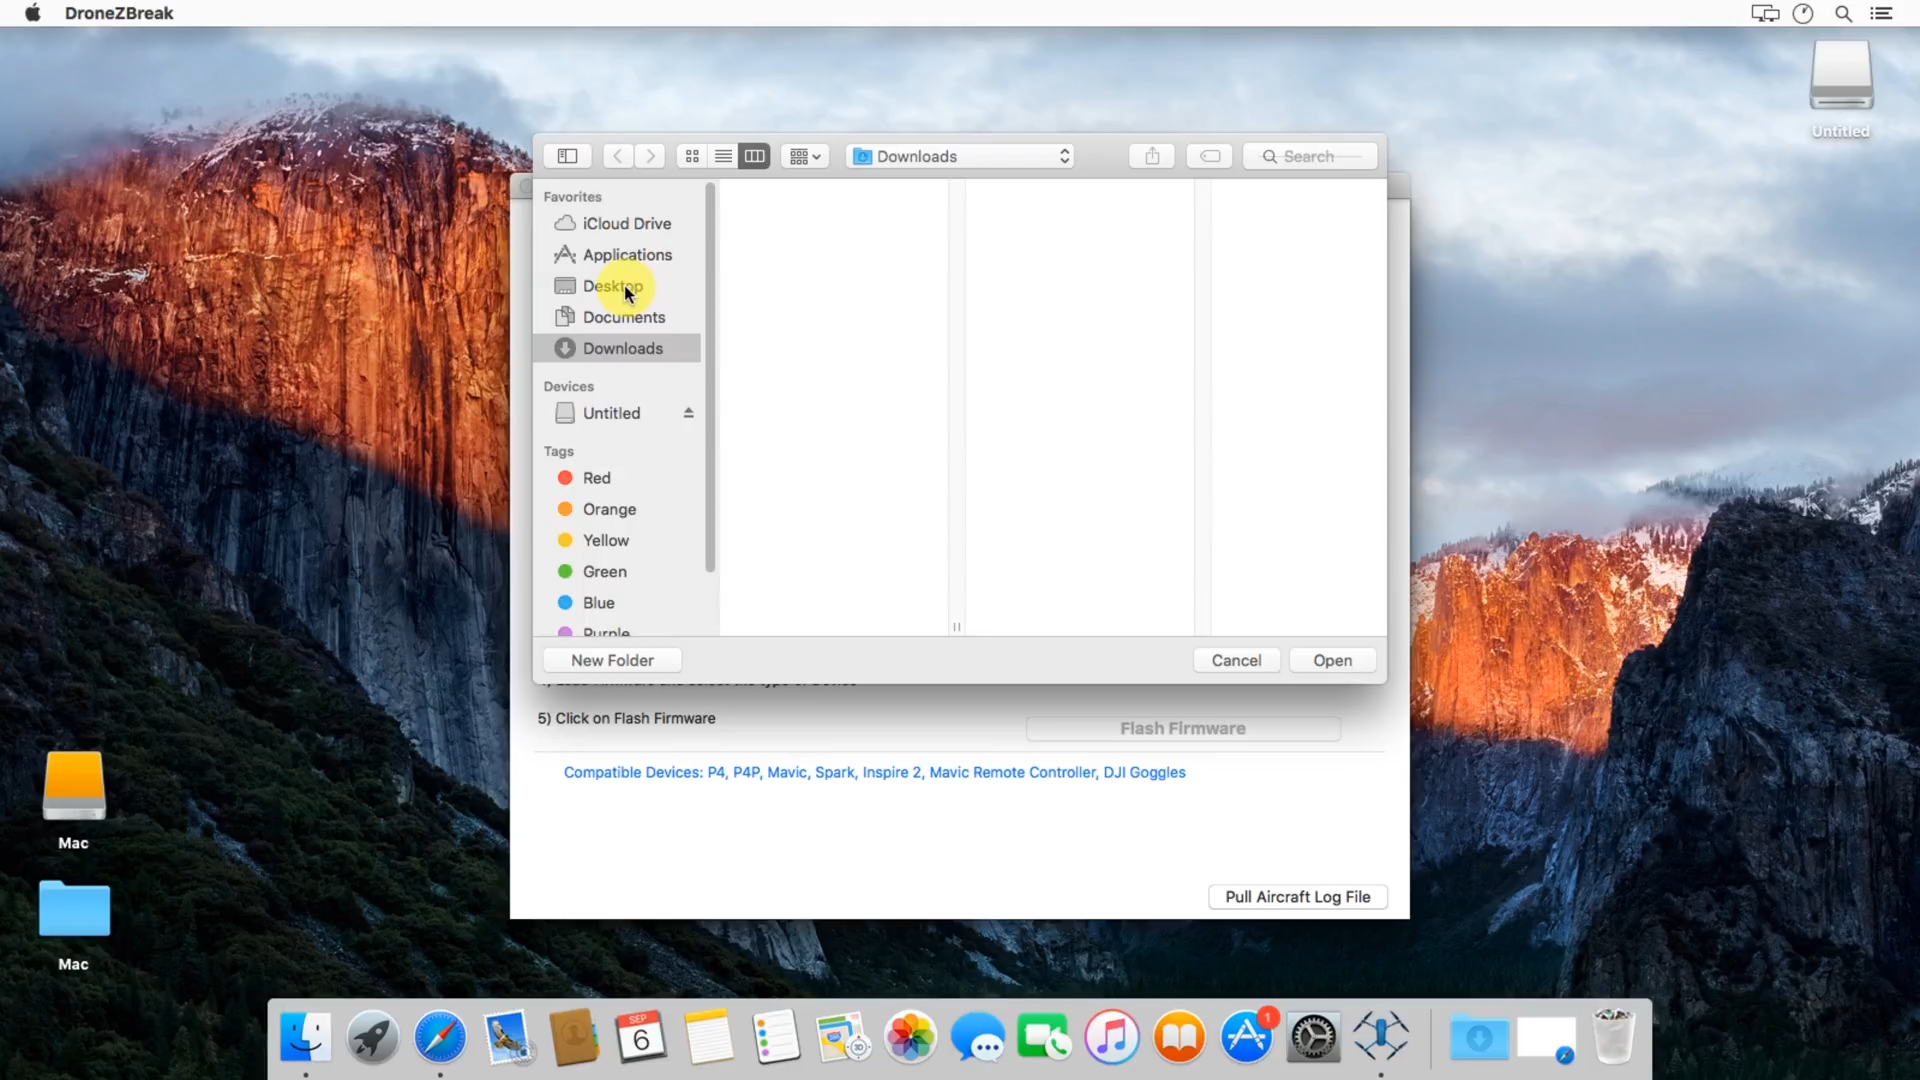 DroneZBreak
Untitled
Downloads
Search
Favorites
iCloud Drive
Applications
Desktop
Documents
Downloads
Devices
Untitled
Tags
Red
Orange
Yellow
Green
Blue
Purple
New Folder
Cancel
Open
5) Click on Flash Firmware
Flash Firmware
Compatible Devices: P4, P4P, Mavic, Spark, Inspire 2, Mavic Remote Controller, DJI Goggles
Pull Aircraft Log File
Mac
Mac
SEP
6
3D
1